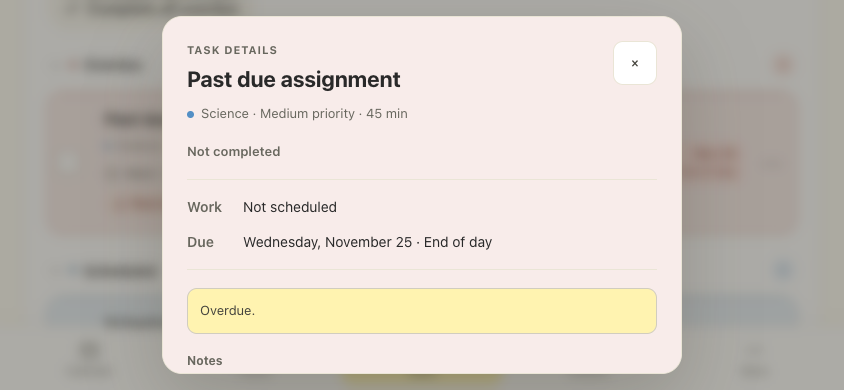 TASK DETAILS
Past due assignment
×
Science · Medium priority · 45 min
Not completed
Work Not scheduled
Due Wednesday, November 25 · End of day
Overdue.
Notes